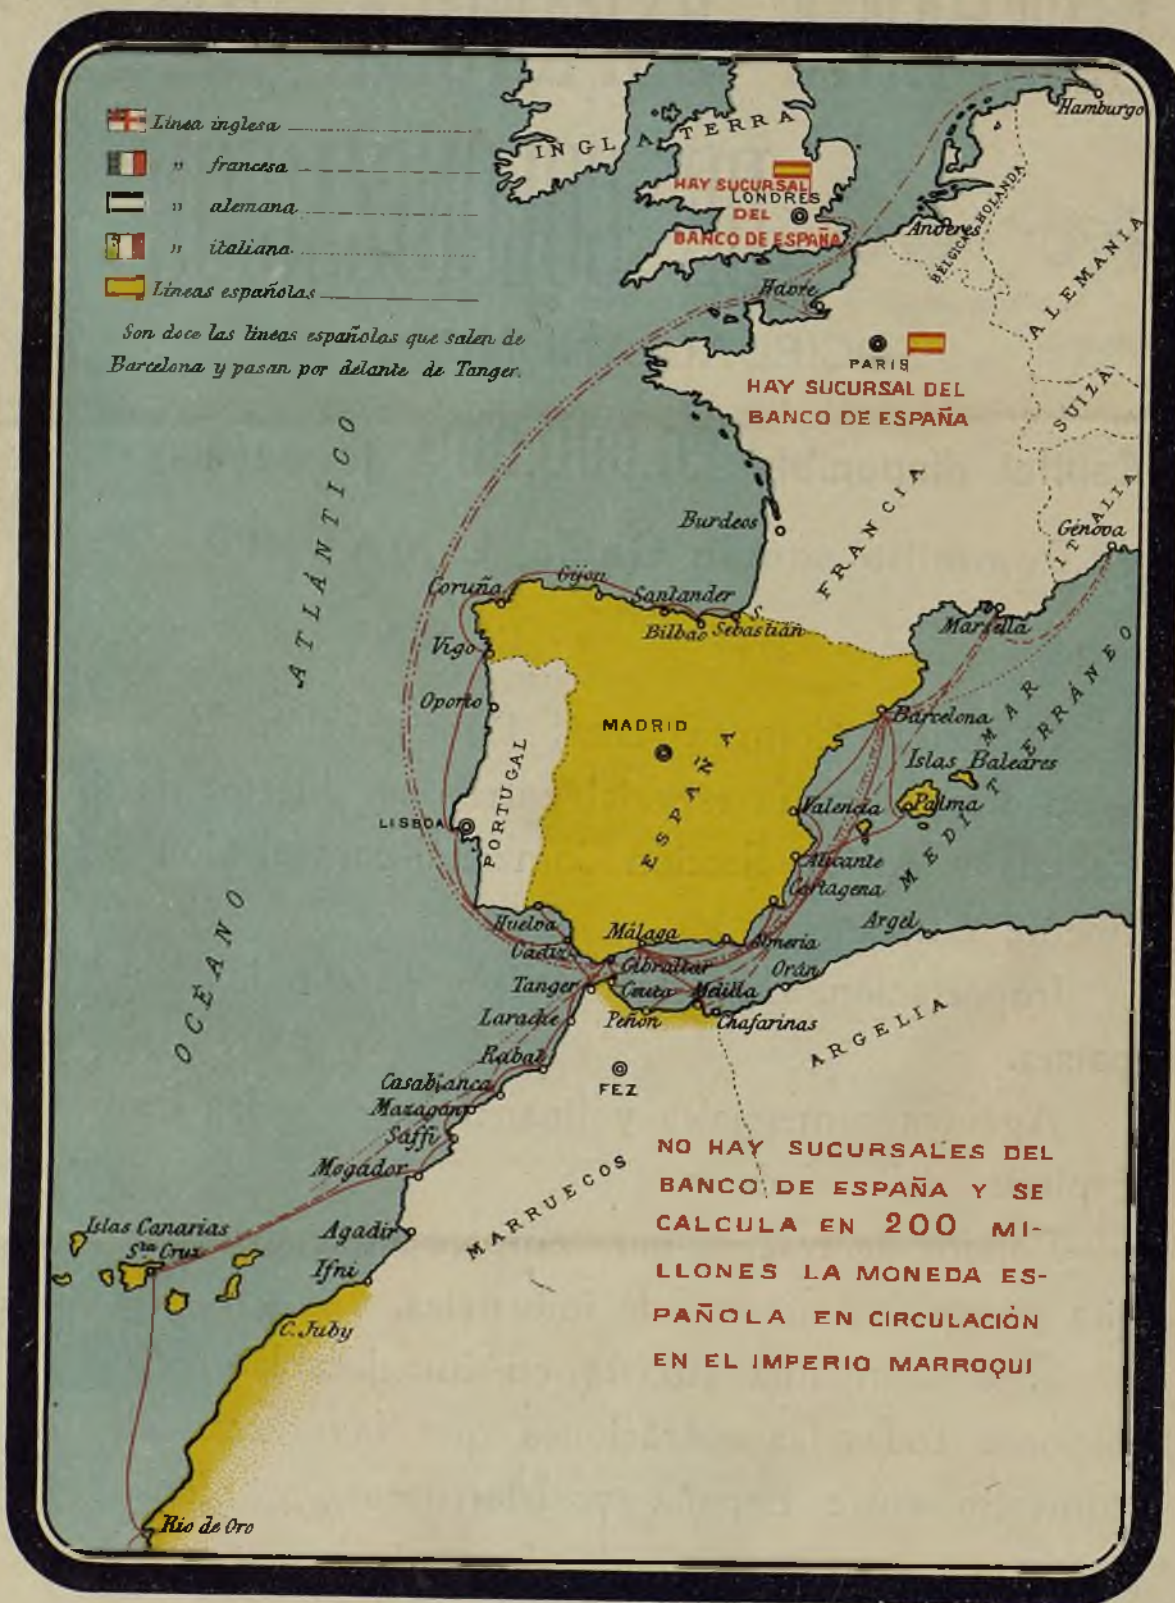 Línea inglesa
" francesa
" alemana
" italiana
Líneas españolas
Son doce las líneas españolas que salen de
Barcelona y pasan por delante de Tanger.
Hamburgo
INGLATERRA
HAY SUCURSAL
LONDRES
DEL
BANCO DE ESPAÑA
HOLANDA
BÉLGICA
Amberes
ALEMANIA
Havre
PARIS
HAY SUCURSAL DEL
BANCO DE ESPAÑA
SUIZA
ITALIA
Génova
FRANCIA
Burdeos
Marsella
OCÉANO ATLÁNTICO
Coruña
Gijon
Santander
Bilbao
S. Sebastián
Vigo
Oporto
MADRID
ESPAÑA
PORTUGAL
LISBOA
Barcelona
MAR
MEDITERRÁNEO
Islas Baleares
Palma
Valencia
Alicante
Cartagena
Argel
Huelva
Cádiz
Málaga
Almería
Gibraltar
Orán
Tanger
Ceuta
Melilla
Larache
Peñón
Chafarinas
ARGELIA
Rabat
FEZ
Casablanca
Mazagán
Saffi
Mogador
MARRUECOS
NO HAY SUCURSALES DEL
BANCO DE ESPAÑA Y SE
CALCULA EN 200 MI-
LLONES LA MONEDA ES-
PAÑOLA EN CIRCULACIÓN
EN EL IMPERIO MARROQUI
Islas Canarias
Sta Cruz
Agadir
Ifni
C. Juby
Rio de Oro